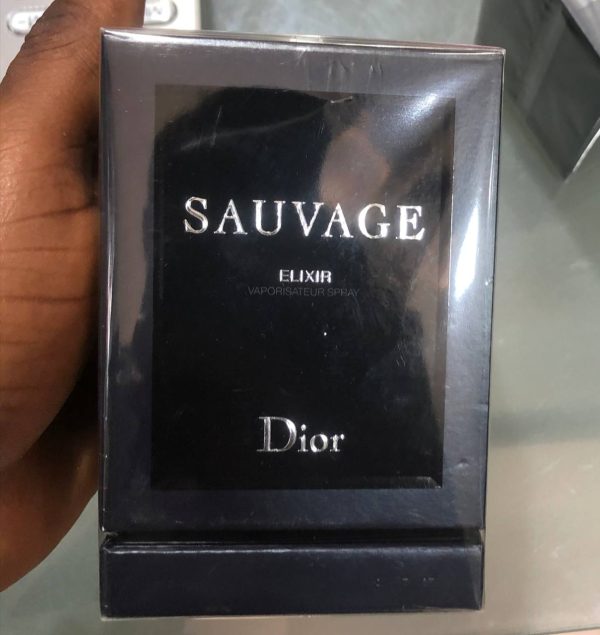 SAUVAGE
ELIXIR
VAPORISATEUR SPRAY
Dior